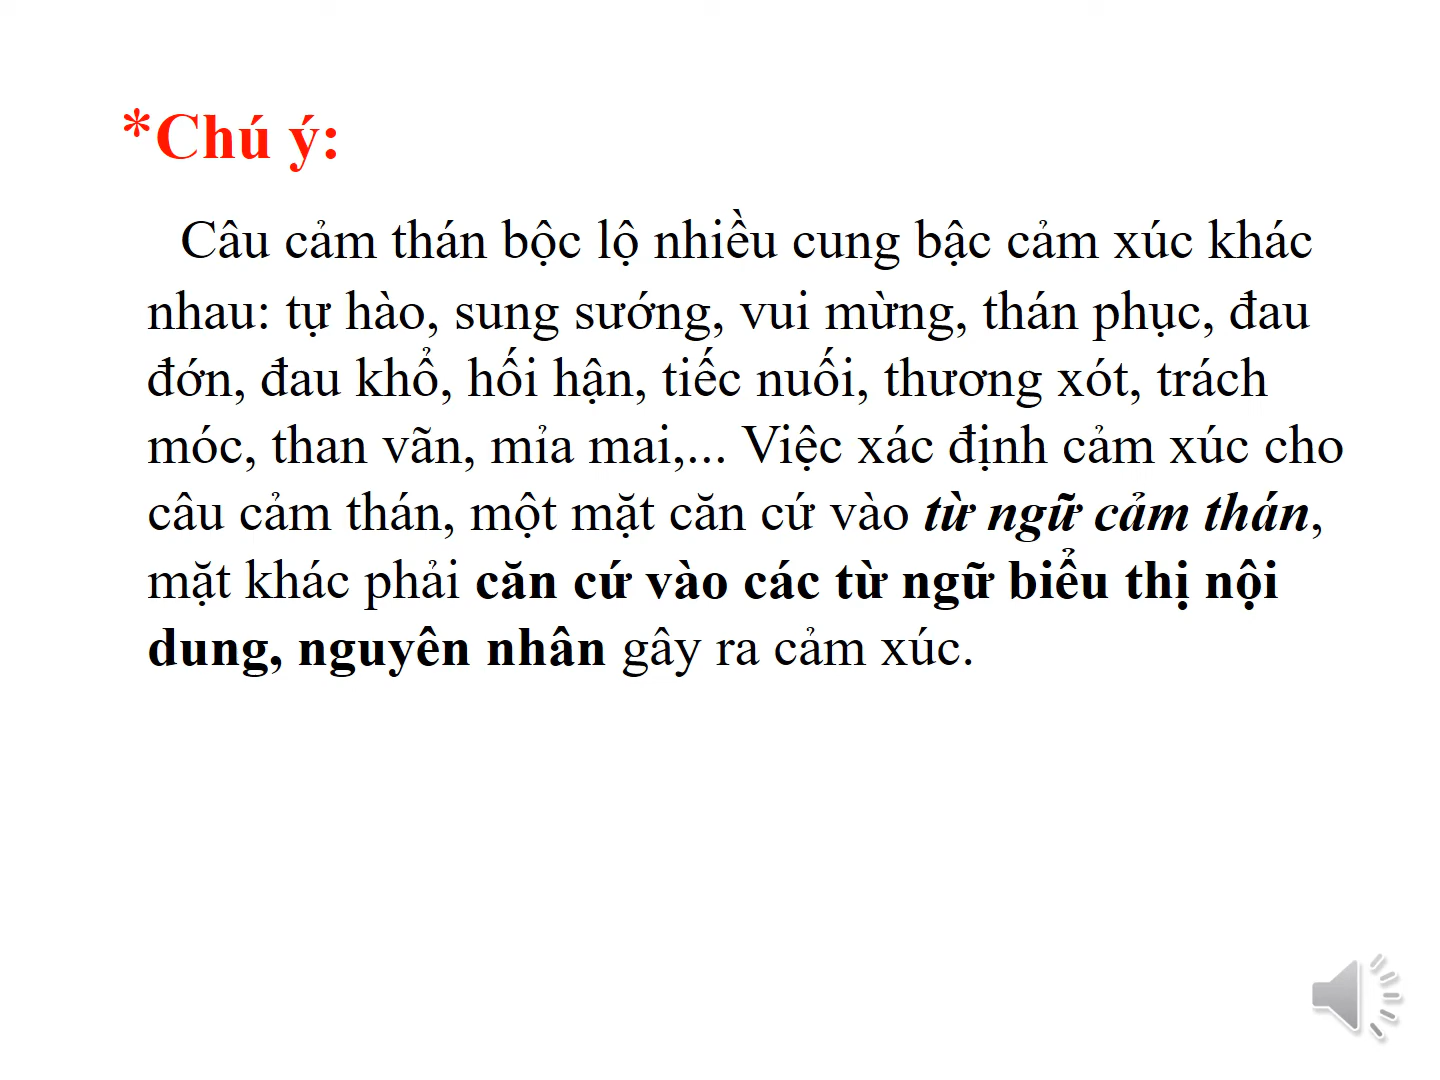 *Chú ý:
Câu cảm thán bộc lộ nhiều cung bậc cảm xúc khác
nhau: tự hào, sung sướng, vui mừng, thán phục, đau
đớn, đau khổ, hối hận, tiếc nuối, thương xót, trách
móc, than vãn, mỉa mai,... Việc xác định cảm xúc cho
câu cảm thán, một mặt căn cứ vào từ ngữ cảm thán,
mặt khác phải căn cứ vào các từ ngữ biểu thị nội
dung, nguyên nhân gây ra cảm xúc.